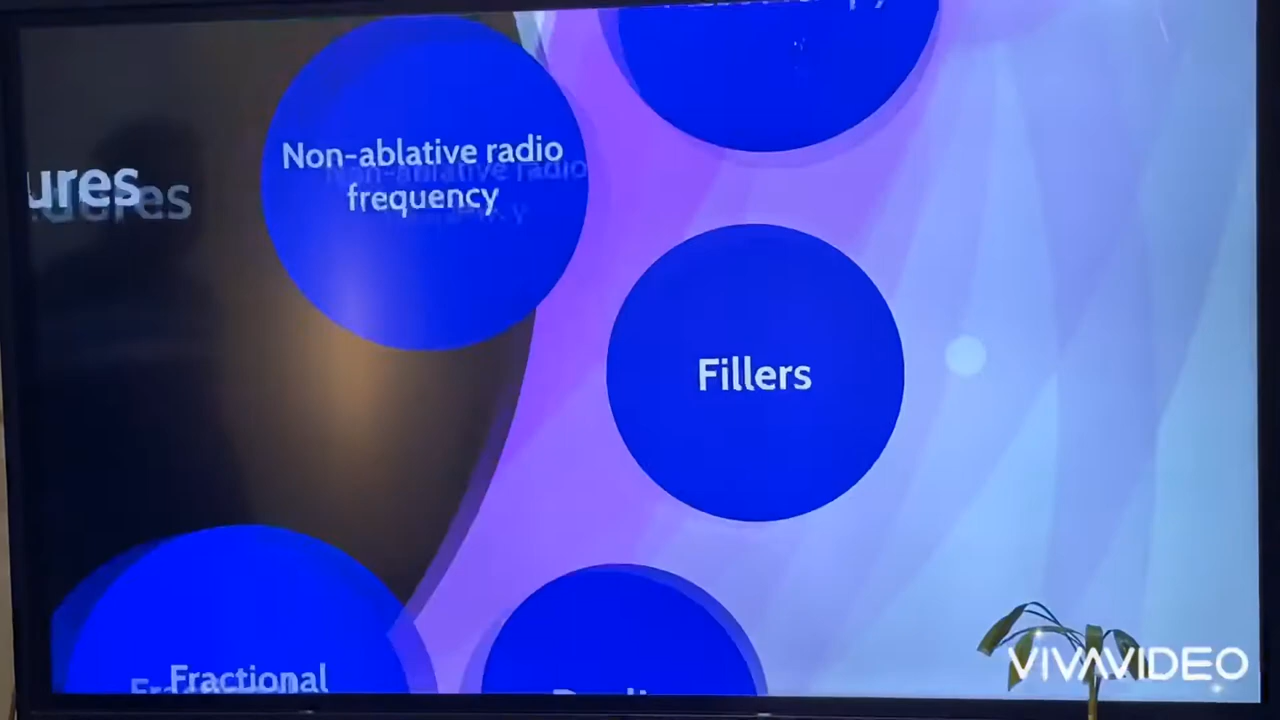 ures
Non-ablative radio
frequency
Fillers
Fractional
VIVAVIDEO